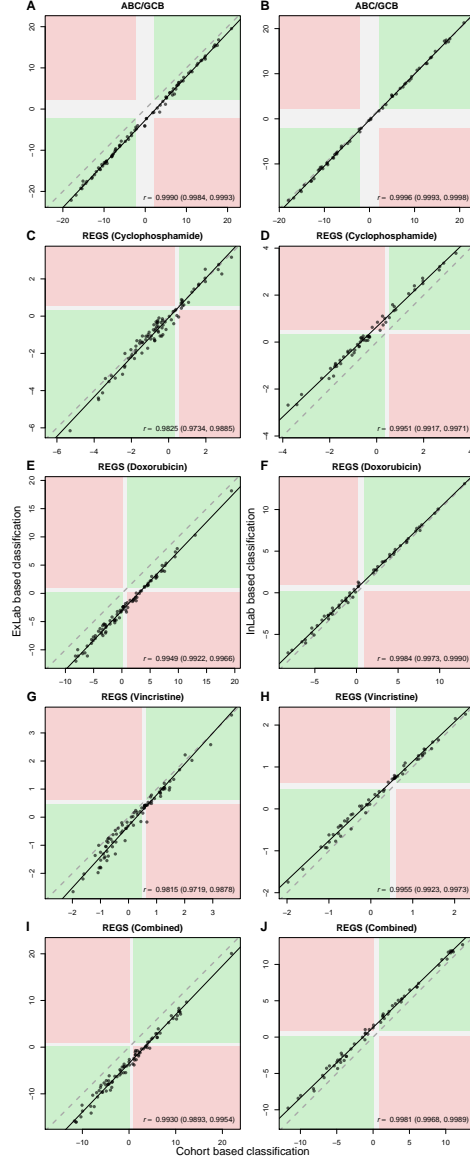 A ABC/GCB
20
10
0
−10
−20
−20 −10 0 10 20
r = 0.9990 (0.9984, 0.9993)
B ABC/GCB
20
10
0
−10
−20 −10 0 10 20
r = 0.9996 (0.9993, 0.9998)
C REGS (Cyclophosphamide)
2
0
−2
−4
−6
−6 −4 −2 0 2
r = 0.9825 (0.9734, 0.9885)
D REGS (Cyclophosphamide)
4
2
0
−2
−4
−4 −2 0 2 4
r = 0.9951 (0.9917, 0.9971)
E REGS (Doxorubicin)
20
15
10
5
0
−5
−10
−10 −5 0 5 10 15 20
r = 0.9949 (0.9922, 0.9966)
F REGS (Doxorubicin)
10
5
0
−5
−5 0 5 10
r = 0.9984 (0.9973, 0.9990)
ExLab based classification
InLab based classification
G REGS (Vincristine)
3
2
1
0
−1
−2
−2 −1 0 1 2 3
r = 0.9815 (0.9719, 0.9878)
H REGS (Vincristine)
2
1
0
−1
−2
−2 −1 0 1 2
r = 0.9955 (0.9923, 0.9973)
I REGS (Combined)
20
10
0
−10
−10 0 10 20
r = 0.9930 (0.9893, 0.9954)
J REGS (Combined)
10
5
0
−5
−10
−10 −5 0 5 10
r = 0.9981 (0.9968, 0.9989)
Cohort based classification